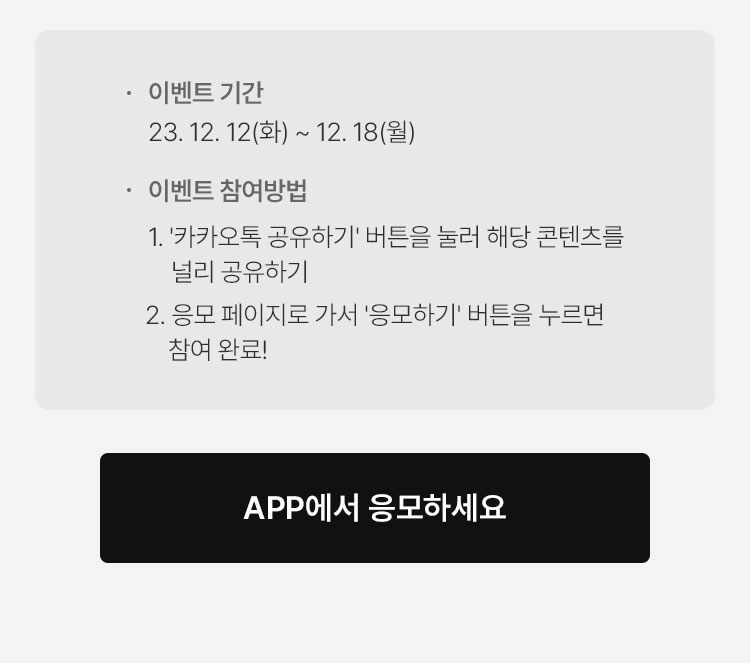 · 이벤트 기간
23. 12. 12(화) ~ 12. 18(월)
· 이벤트 참여방법
1. '카카오톡 공유하기' 버튼을 눌러 해당 콘텐츠를
널리 공유하기
2. 응모 페이지로 가서 '응모하기' 버튼을 누르면
참여 완료!
APP에서 응모하세요